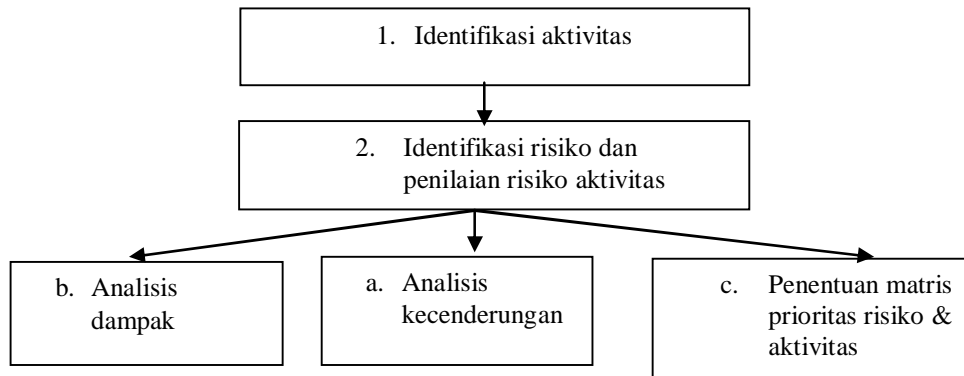 1. Identifikasi aktivitas
2. Identifikasi risiko dan
penilaian risiko aktivitas
b. Analisis
dampak
a. Analisis
kecenderungan
c. Penentuan matris
prioritas risiko &
aktivitas